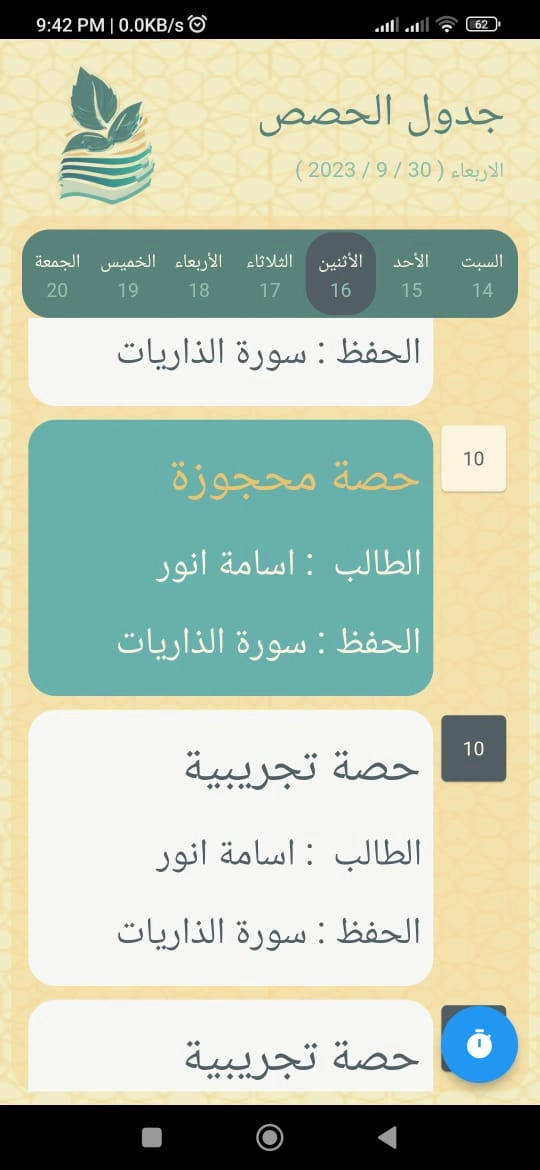 9:42 PM | 0.0KB/s
62
جدول الحصص
الاربعاء ( 30 / 9 / 2023 )
السبت الأحد الأثنين الثلاثاء الأربعاء الخميس الجمعة
14 15 16 17 18 19 20
الحفظ : سورة الذاريات
10
حصة محجوزة
الطالب : اسامة انور
الحفظ : سورة الذاريات
10
حصة تجريبية
الطالب : اسامة انور
الحفظ : سورة الذاريات
حصة تجريبية